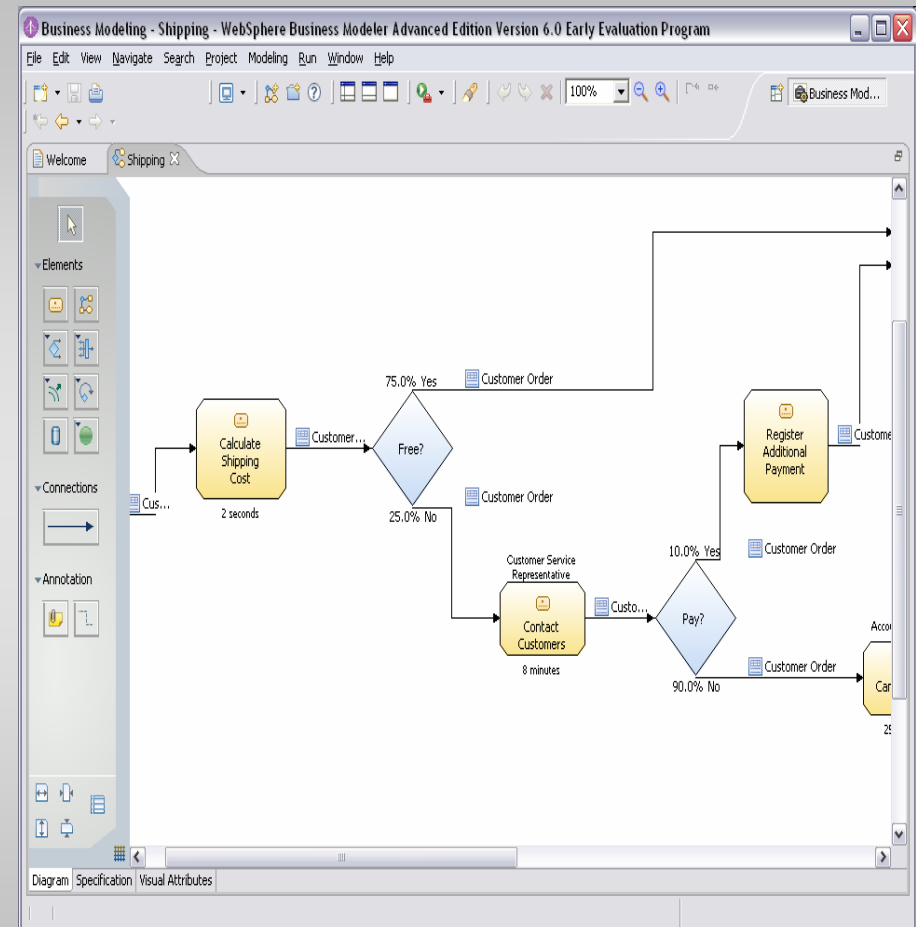 Business Modeling - Shipping - WebSphere Business Modeler Advanced Edition Version 6.0 Early Evaluation Program
File Edit View Navigate Search Project Modeling Run Window Help
100%
Business Mod...
Welcome
Shipping
Elements
Connections
Annotation
75.0% Yes
Customer Order
Calculate
Shipping
Cost
2 seconds
Customer...
Free?
Cus...
25.0% No
Customer Order
Register
Additional
Payment
Custome
Customer Service
Representative
Contact
Customers
8 minutes
Custo...
10.0% Yes
Customer Order
Pay?
90.0% No
Customer Order
Accou
Can
25
Diagram Specification Visual Attributes